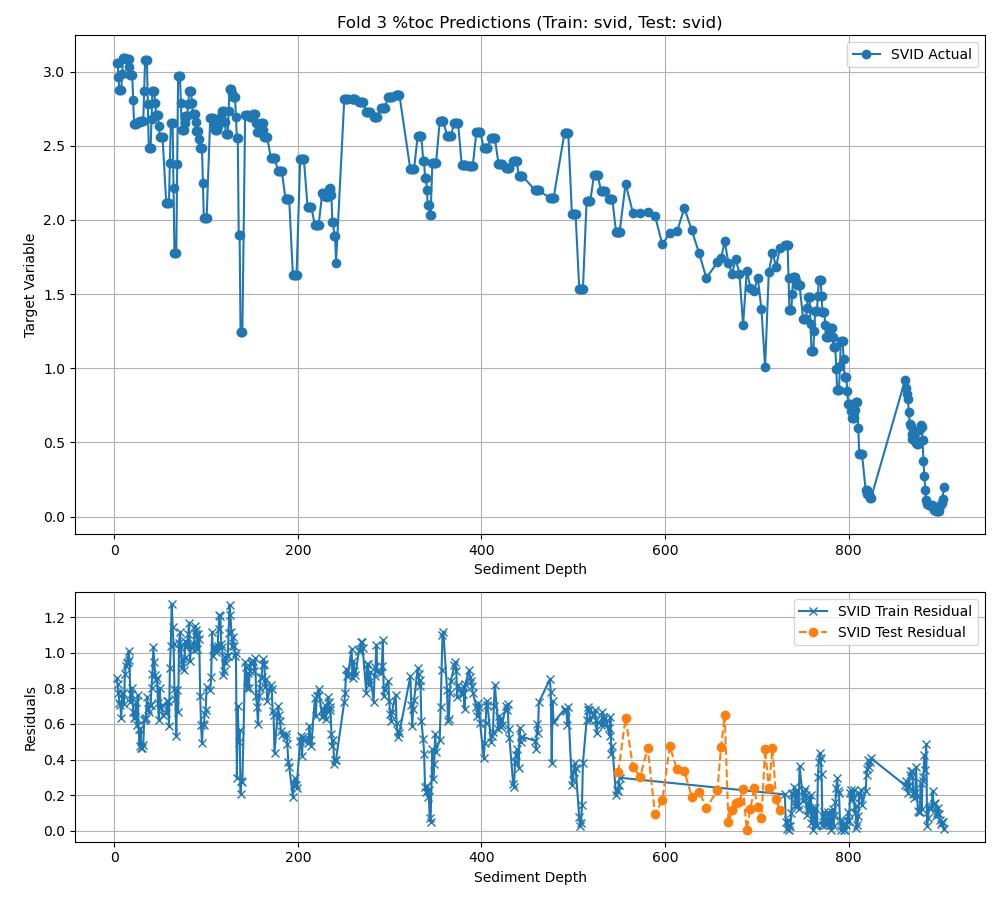 Fold 3 %toc Predictions (Train: svid, Test: svid)
SVID Actual
Target Variable
3.0
2.5
2.0
1.5
1.0
0.5
0.0
0 200 400 600 800
Sediment Depth
SVID Train Residual
SVID Test Residual
Residuals
1.2
1.0
0.8
0.6
0.4
0.2
0.0
0 200 400 600 800
Sediment Depth